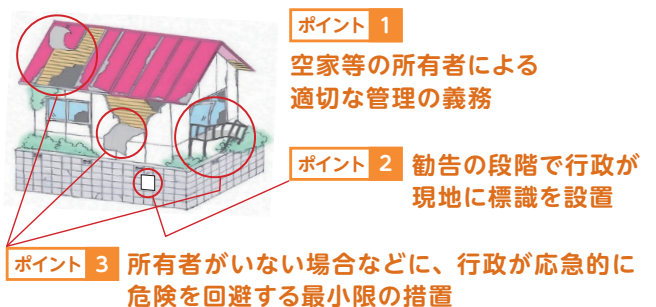 ポイント 1
空家等の所有者による
適切な管理の義務
ポイント 2 勧告の段階で行政が
現地に標識を設置
ポイント 3 所有者がいない場合などに、行政が応急的に
危険を回避する最小限の措置